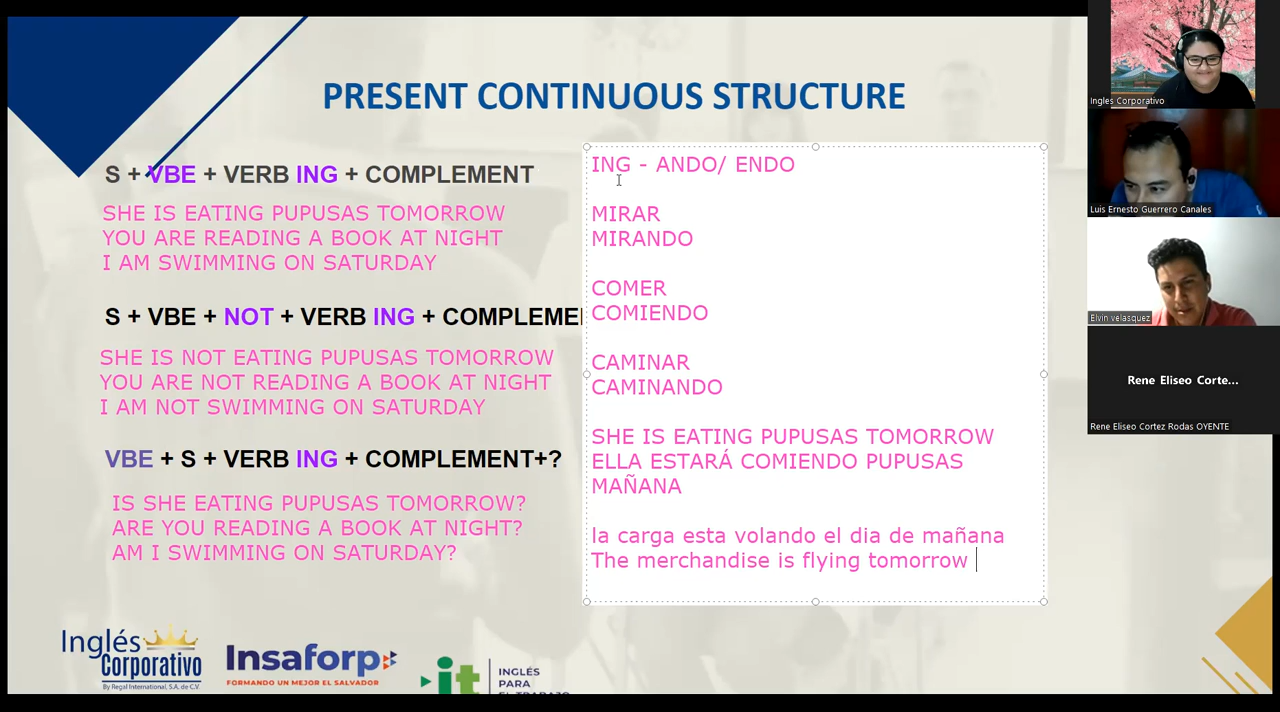 PRESENT CONTINUOUS STRUCTURE
S + VBE + VERB ING + COMPLEMENT
SHE IS EATING PUPUSAS TOMORROW
YOU ARE READING A BOOK AT NIGHT
I AM SWIMMING ON SATURDAY
S + VBE + NOT + VERB ING + COMPLEME
SHE IS NOT EATING PUPUSAS TOMORROW
YOU ARE NOT READING A BOOK AT NIGHT
I AM NOT SWIMMING ON SATURDAY
VBE + S + VERB ING + COMPLEMENT+?
IS SHE EATING PUPUSAS TOMORROW?
ARE YOU READING A BOOK AT NIGHT?
AM I SWIMMING ON SATURDAY?
ING - ANDO/ ENDO
MIRAR
MIRANDO
COMER
COMIENDO
CAMINAR
CAMINANDO
SHE IS EATING PUPUSAS TOMORROW
ELLA ESTARÁ COMIENDO PUPUSAS
MAÑANA
la carga esta volando el dia de mañana
The merchandise is flying tomorrow
Inglés
Corporativo
By Regal International, S.A. de C.V.
Insaforp
FORMANDO UN MEJOR EL SALVADOR
it
INGLÉS
PARA
EL TRABAJO
Ingles Corporativo
Luis Ernesto Guerrero Canales
Elvin velasquez
Rene Eliseo Corte...
Rene Eliseo Cortez Rodas OYENTE